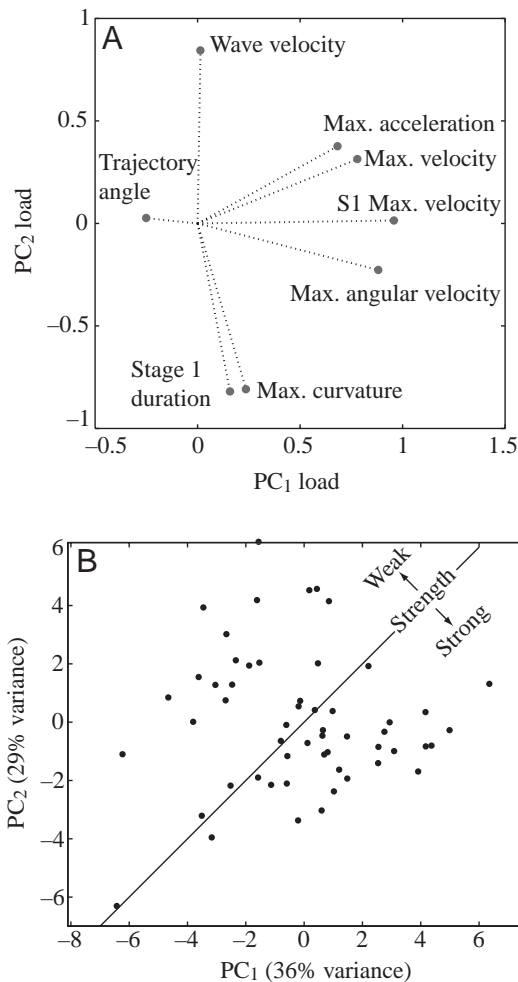 A
1
0.5
0
−0.5
−1
PC2 load
Wave velocity
Max. acceleration
Trajectory
angle
Max. velocity
S1 Max. velocity
Max. angular velocity
Stage 1
duration
Max. curvature
−0.5
0
0.5
1
1.5
PC1 load
B
6
4
2
0
−2
−4
−6
PC2 (29% variance)
Weak
Strength
Strong
−8
−6
−4
−2
0
2
4
6
PC1 (36% variance)